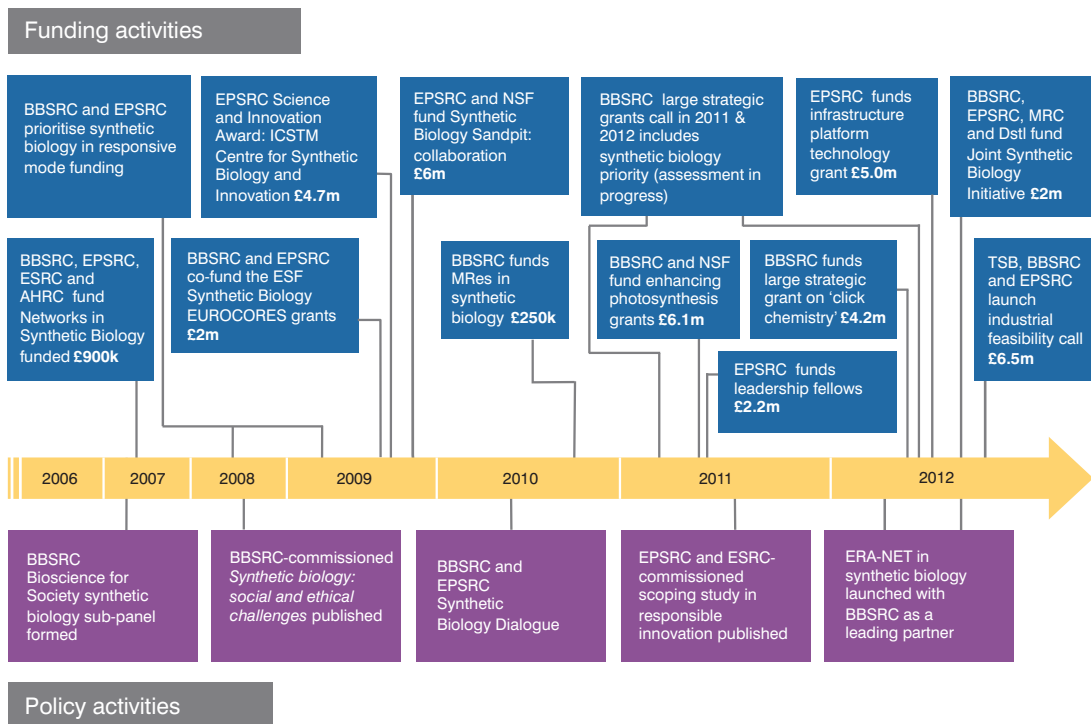 Funding activities
BBSRC and EPSRC
prioritise synthetic
biology in responsive
mode funding
EPSRC Science
and Innovation
Award: ICSTM
Centre for Synthetic
Biology and
Innovation £4.7m
EPSRC and NSF
fund Synthetic
Biology Sandpit:
collaboration
£6m
BBSRC large strategic
grants call in 2011 &
2012 includes
synthetic biology
priority (assessment in
progress)
EPSRC funds
infrastructure
platform
technology
grant £5.0m
BBSRC,
EPSRC, MRC
and Dstl fund
Joint Synthetic
Biology
Initiative £2m
BBSRC, EPSRC,
ESRC and
AHRC fund
Networks in
Synthetic Biology
funded £900k
BBSRC and EPSRC
co-fund the ESF
Synthetic Biology
EUROCORES grants
£2m
BBSRC funds
MRes in
synthetic
biology £250k
BBSRC and NSF
fund enhancing
photosynthesis
grants £6.1m
BBSRC funds
large strategic
grant on ‘click
chemistry’ £4.2m
TSB, BBSRC
and EPSRC
launch
industrial
feasibility call
£6.5m
EPSRC funds
leadership fellows
£2.2m
2006 2007 2008 2009 2010 2011 2012
BBSRC
Bioscience for
Society synthetic
biology sub-panel
formed
BBSRC-commissioned
Synthetic biology:
social and ethical
challenges published
BBSRC and
EPSRC
Synthetic
Biology Dialogue
EPSRC and ESRC-
commissioned
scoping study in
responsible
innovation published
ERA-NET in
synthetic biology
launched with
BBSRC as a
leading partner
Policy activities